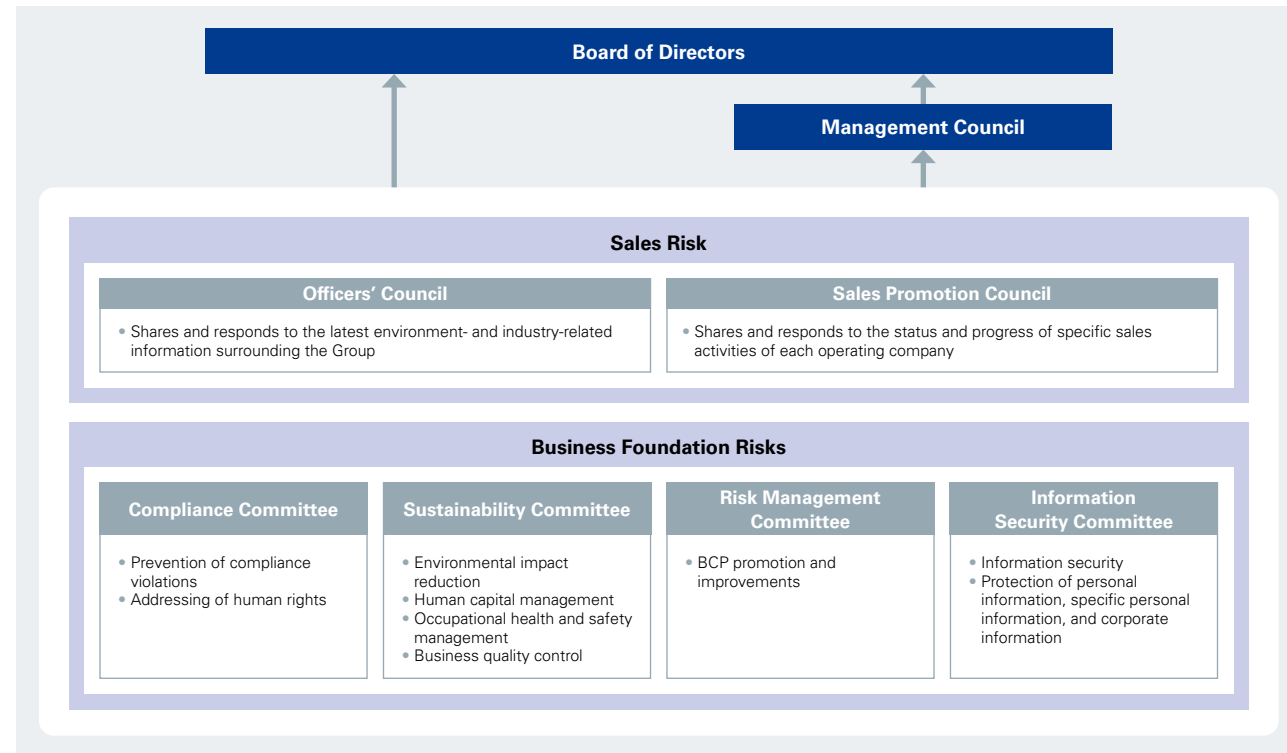 Board of Directors
Management Council
Sales Risk
Officers’ Council
• Shares and responds to the latest environment- and industry-related
information surrounding the Group
Sales Promotion Council
• Shares and responds to the status and progress of specific sales
activities of each operating company
Business Foundation Risks
Compliance Committee
• Prevention of compliance
violations
• Addressing of human rights
Sustainability Committee
• Environmental impact
reduction
• Human capital management
• Occupational health and safety
management
• Business quality control
Risk Management
Committee
• BCP promotion and
improvements
Information
Security Committee
• Information security
• Protection of personal
information, specific personal
information, and corporate
information